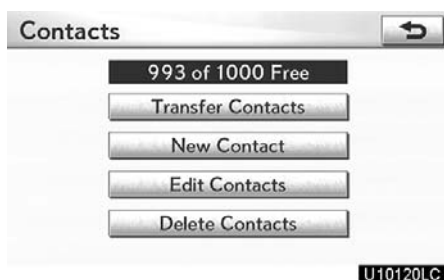 Contacts
993 of 1000 Free
Transfer Contacts
New Contact
Edit Contacts
Delete Contacts
U10120LC